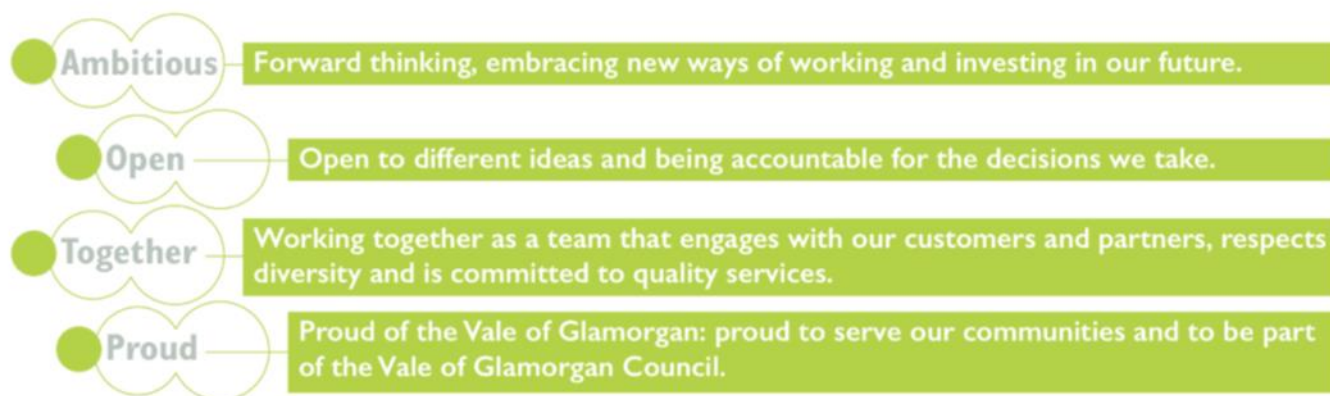 Ambitious
Forward thinking, embracing new ways of working and investing in our future.
Open
Open to different ideas and being accountable for the decisions we take.
Together
Working together as a team that engages with our customers and partners, respects
diversity and is committed to quality services.
Proud
Proud of the Vale of Glamorgan: proud to serve our communities and to be part
of the Vale of Glamorgan Council.